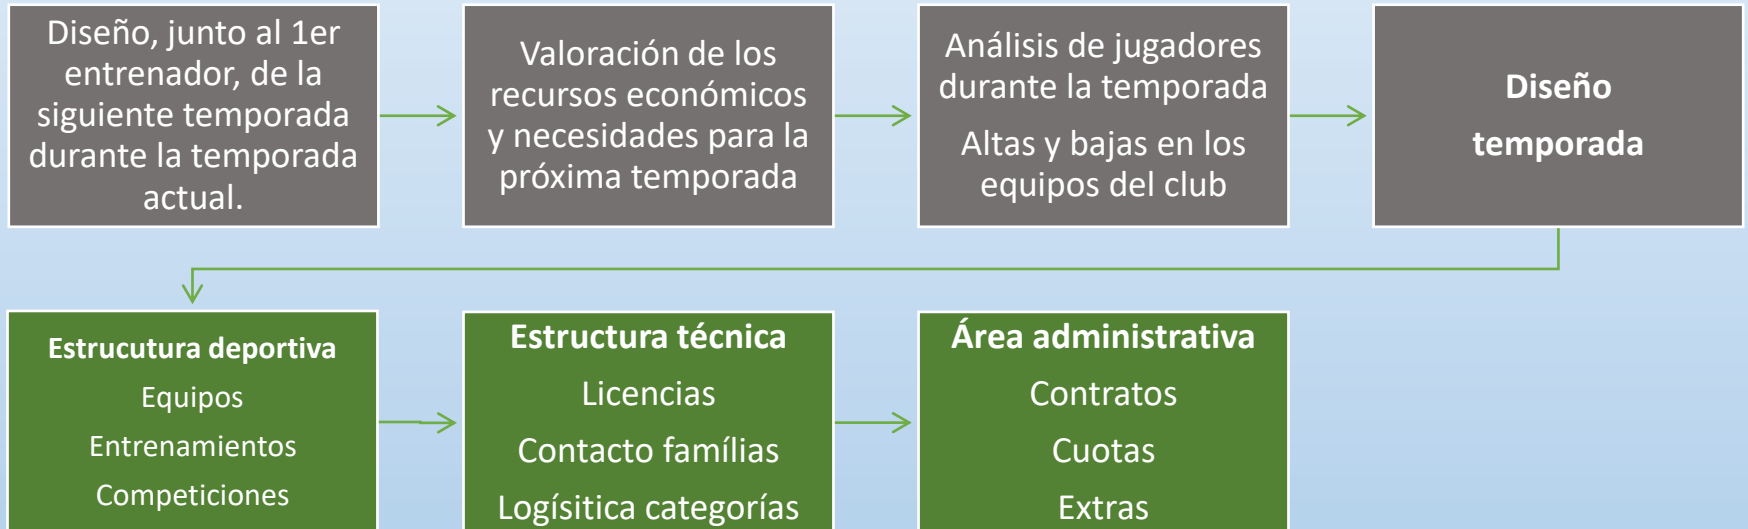 Diseño, junto al 1er
entrenador, de la
siguiente temporada
durante la temporada
actual.
Valoración de los
recursos económicos
y necesidades para la
próxima temporada
Análisis de jugadores
durante la temporada
Altas y bajas en los
equipos del club
Diseño
temporada
Estrucutura deportiva
Equipos
Entrenamientos
Competiciones
Estructura técnica
Licencias
Contacto famílias
Logísitica categorías
Área administrativa
Contratos
Cuotas
Extras